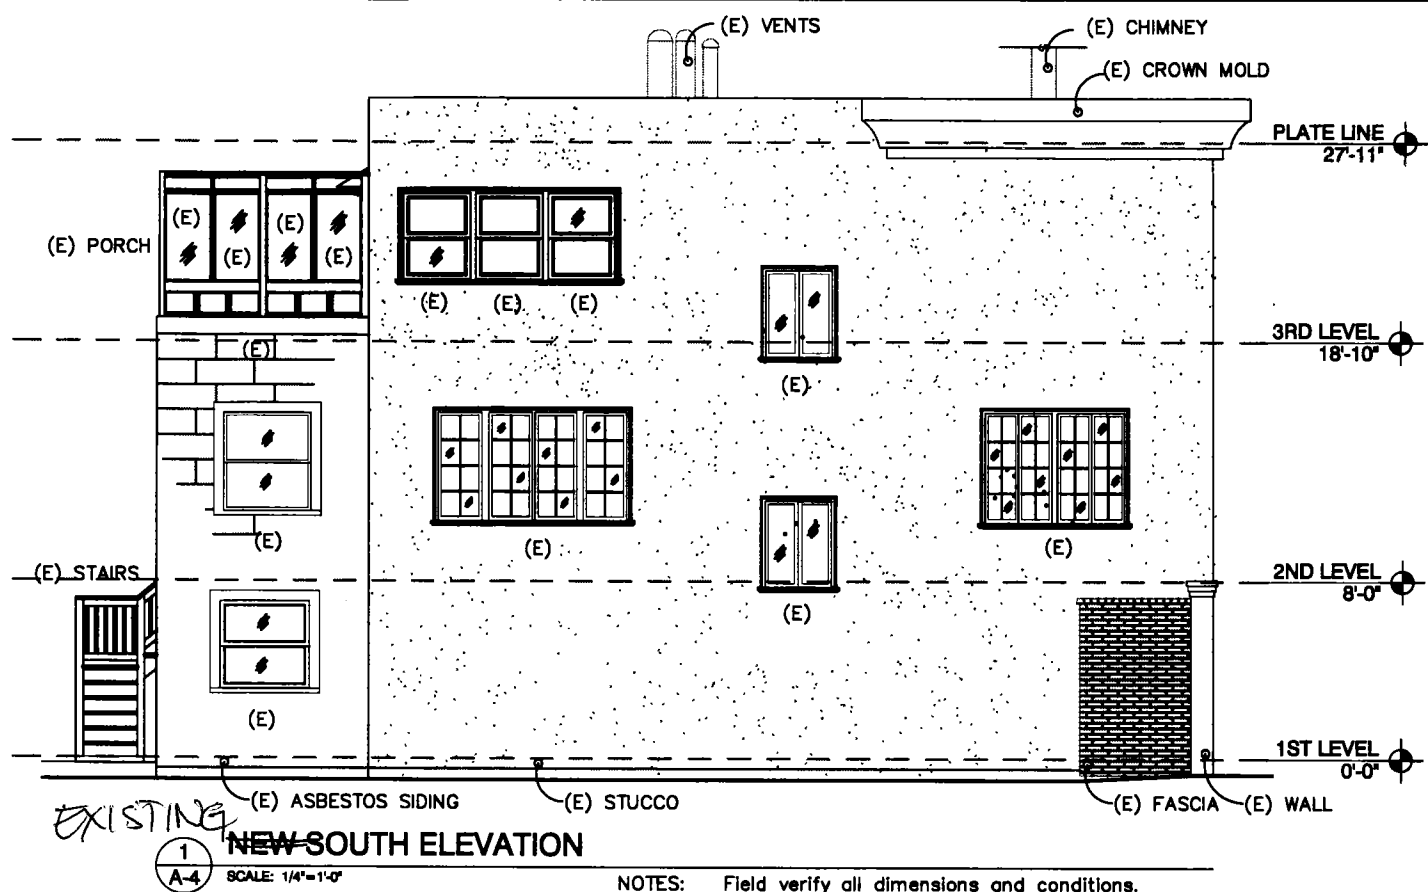 (E) VENTS
(E) CHIMNEY
(E) CROWN MOLD
PLATE LINE
27'-11"
(E) PORCH
(E)
(E)
(E)
(E)
(E)
(E)
(E)
3RD LEVEL
18'-10"
(E)
(E)
(E)
(E)
(E)
(E) STAIRS
2ND LEVEL
8'-0"
(E)
(E)
1ST LEVEL
0'-0"
(E) ASBESTOS SIDING
(E) STUCCO
(E) FASCIA
(E) WALL
EXISTING
1
A-4
NEW SOUTH ELEVATION
SCALE: 1/4"=1'-0"
NOTES: Field verify all dimensions and conditions.